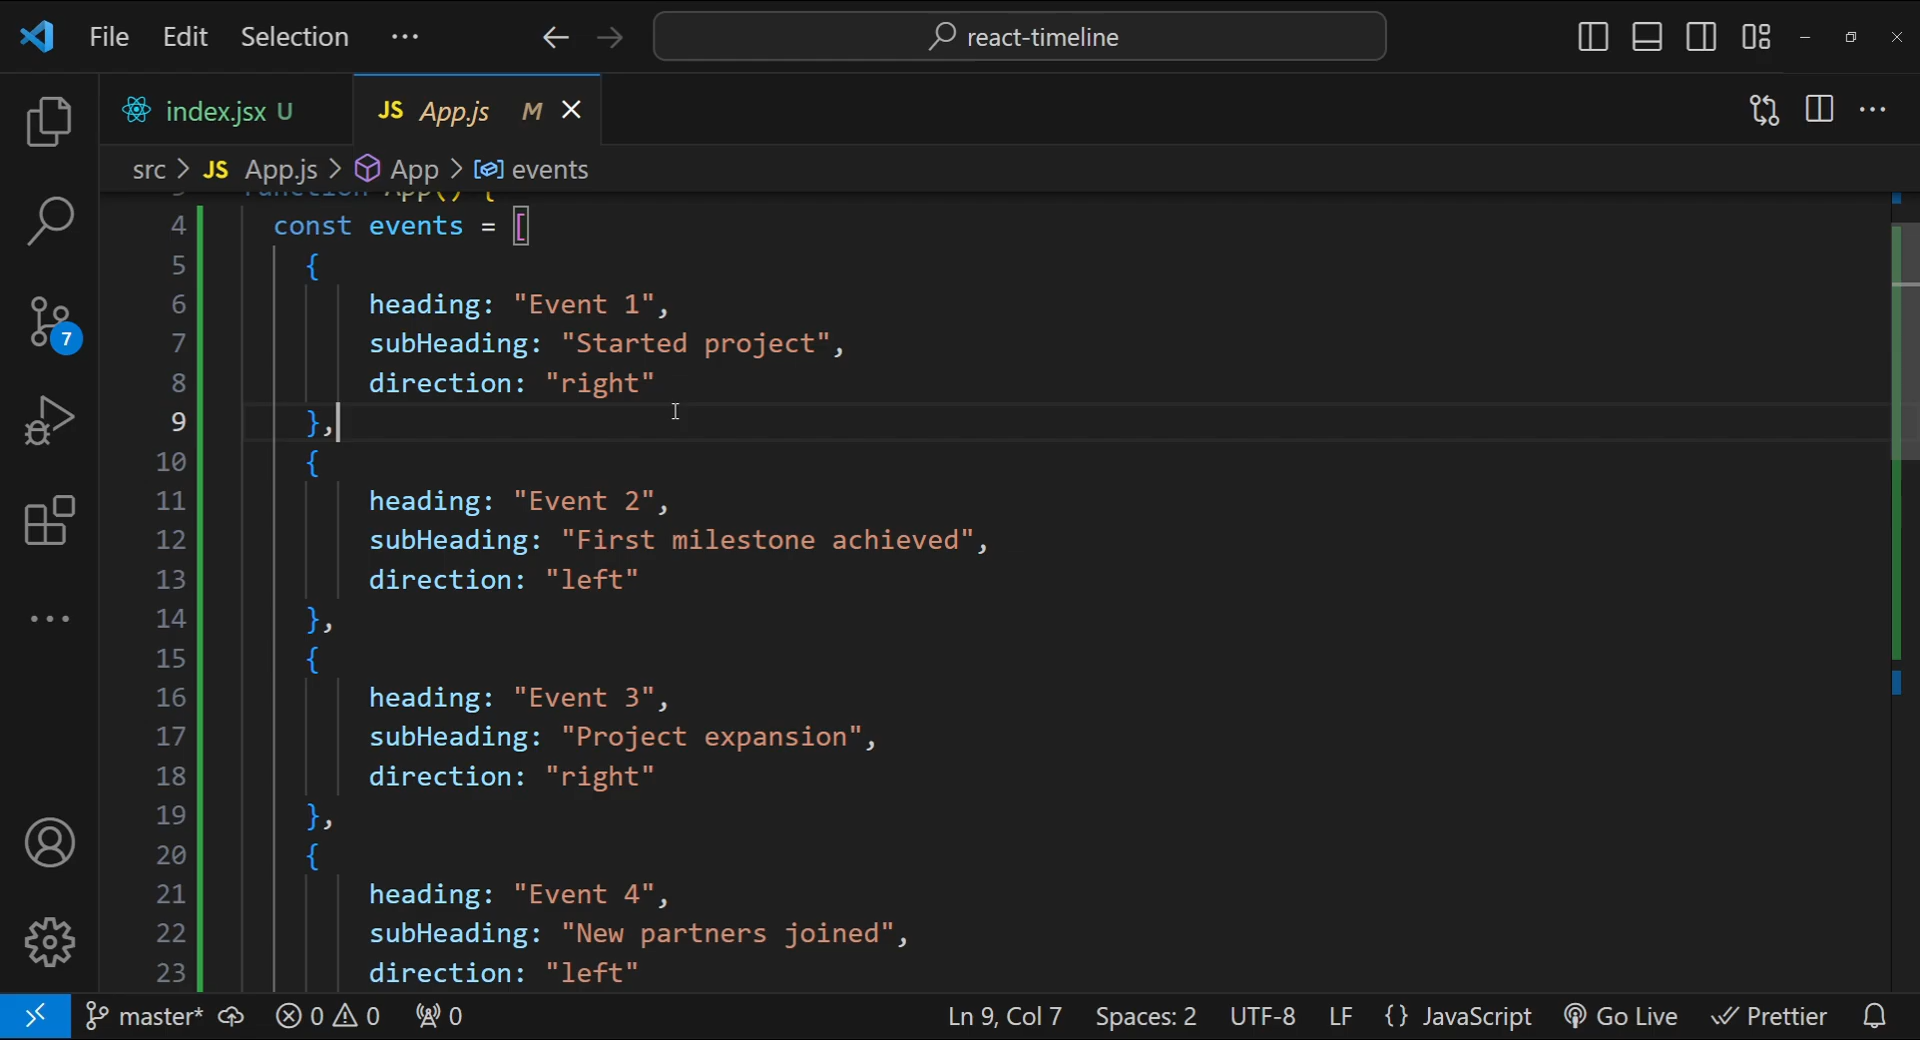 File Edit Selection ··· react-timeline
index.jsx U JS App.js M
src > JS App.js > App > events
3 function App() {
4 const events = [
5 {
6 heading: "Event 1",
7 subHeading: "Started project",
8 direction: "right"
9 },
10 {
11 heading: "Event 2",
12 subHeading: "First milestone achieved",
13 direction: "left"
14 },
15 {
16 heading: "Event 3",
17 subHeading: "Project expansion",
18 direction: "right"
19 },
20 {
21 heading: "Event 4",
22 subHeading: "New partners joined",
23 direction: "left"
7
master* 0 0 0 Ln 9, Col 7 Spaces: 2 UTF-8 LF {} JavaScript Go Live Prettier